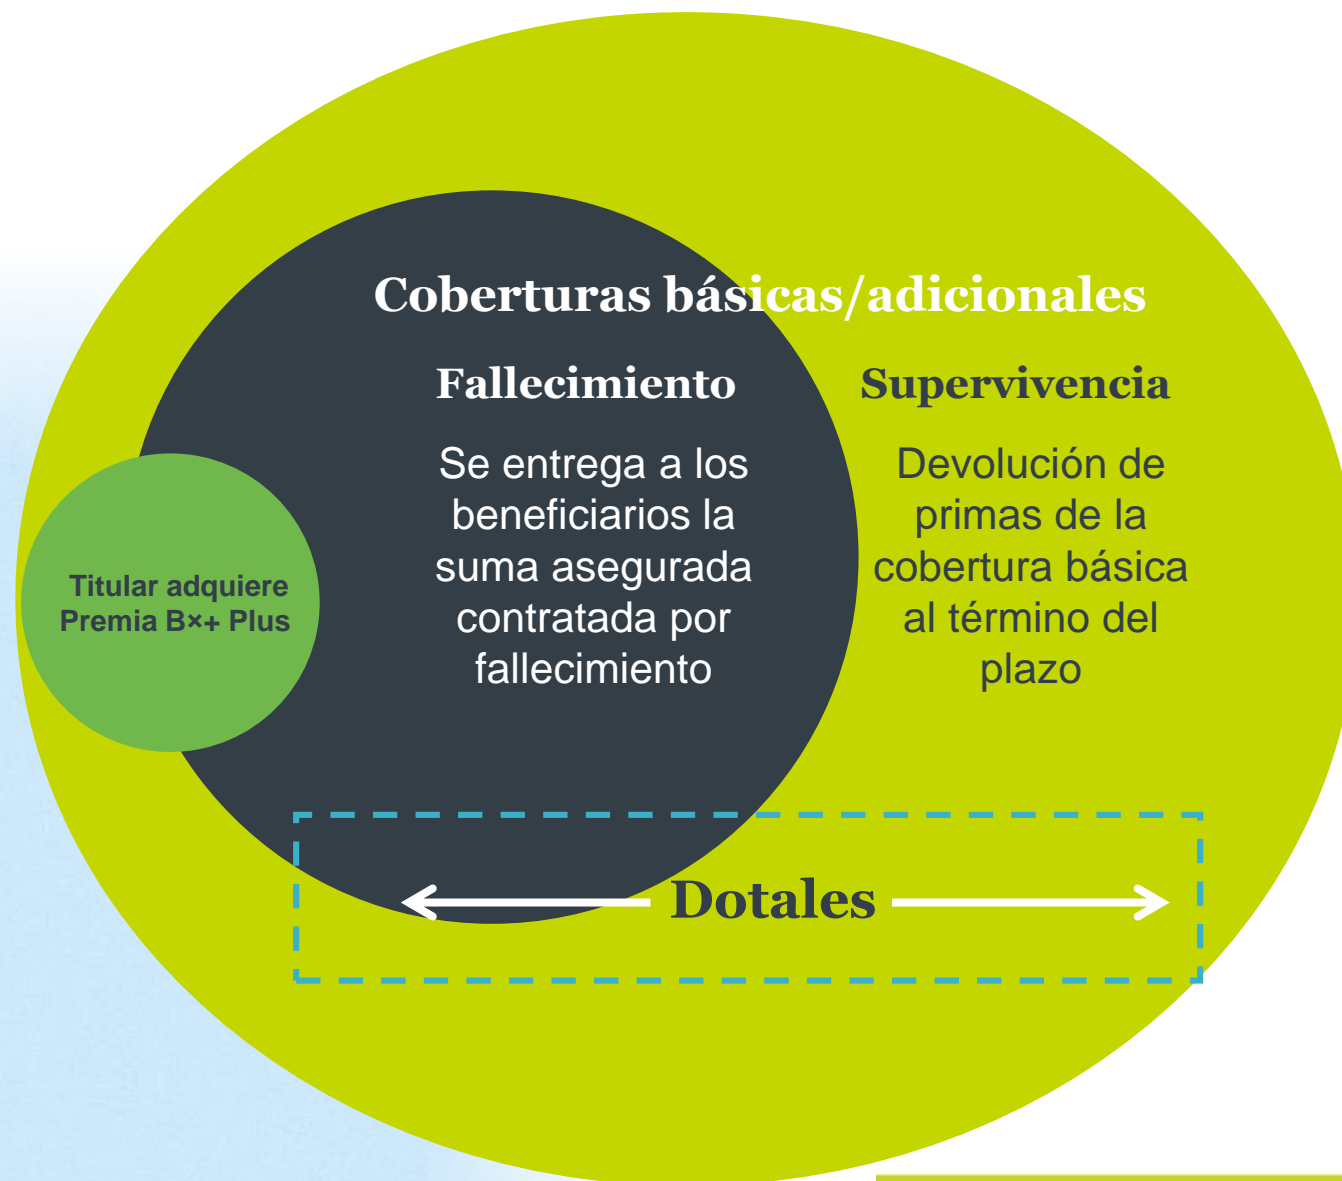 Coberturas básicas/adicionales
Fallecimiento
Se entrega a los
beneficiarios la
suma asegurada
contratada por
fallecimiento
Supervivencia
Devolución de
primas de la
cobertura básica
al término del
plazo
Titular adquiere
Premia B×+ Plus
Dotales